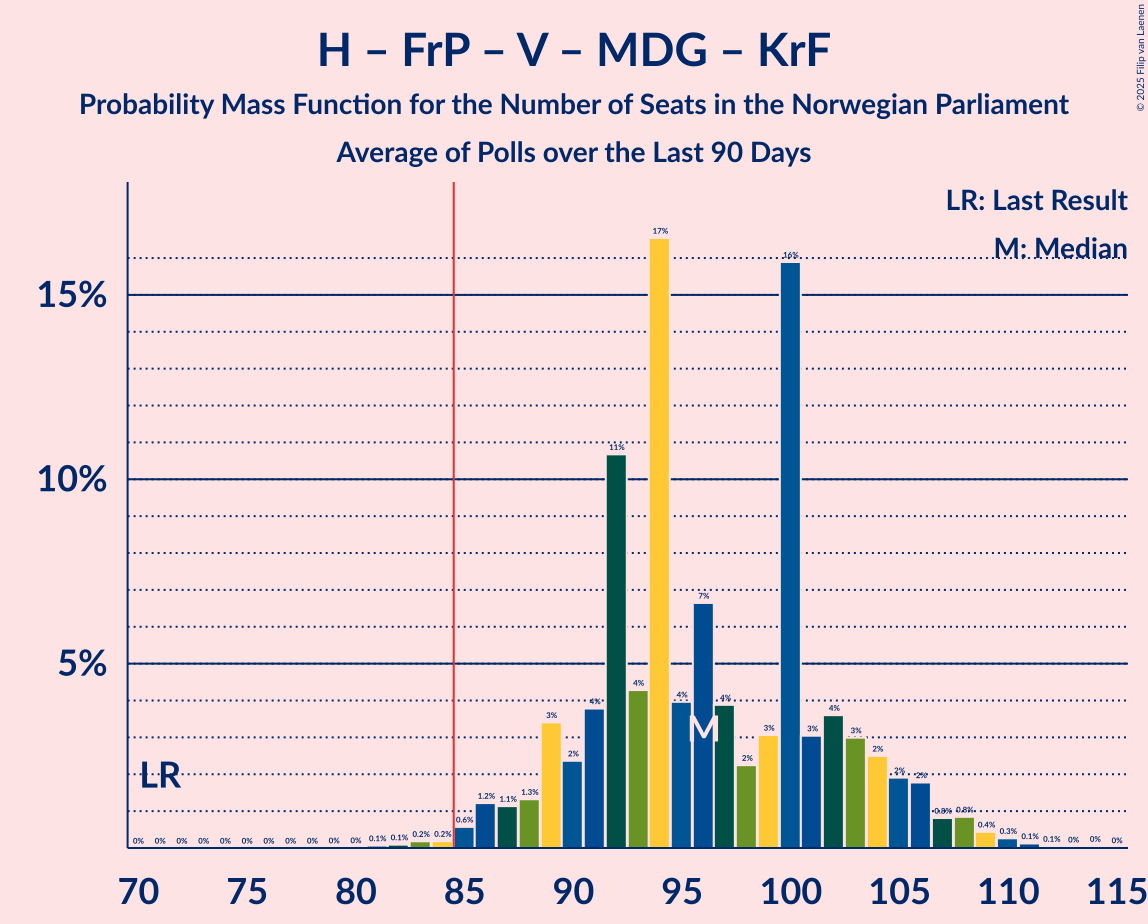 H – FrP – V – MDG – KrF
Probability Mass Function for the Number of Seats in the Norwegian Parliament
Average of Polls over the Last 90 Days
© 2025 Filip van Laenen
LR: Last Result
M: Median
15%
10%
5%
LR
M
0% 0% 0% 0% 0% 0% 0% 0% 0% 0% 0% 0.1% 0.1% 0.2% 0.2% 0.6% 1.2% 1.1% 1.3% 3% 2% 4% 11% 4% 17% 4% 7% 4% 2% 3% 16% 3% 4% 3% 2% 2% 2% 0.8% 0.8% 0.4% 0.3% 0.1% 0.1% 0% 0% 0%
70 75 80 85 90 95 100 105 110 115